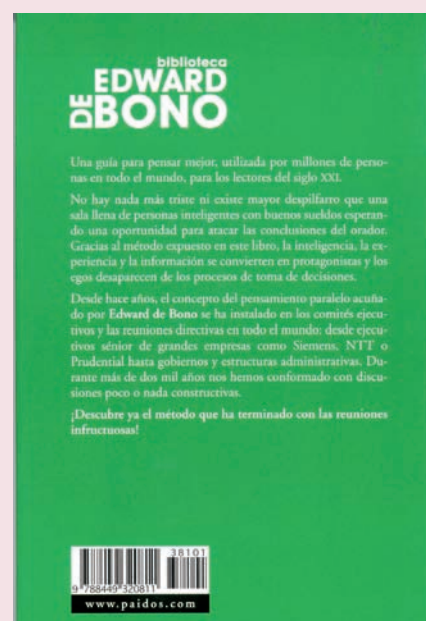 biblioteca
EDWARD
DE BONO
Una guía para pensar mejor, utilizada por millones de perso-
nas en todo el mundo, para los lectores del siglo XXI.
No hay nada más triste ni existe mayor despilfarro que una
sala llena de personas inteligentes con buenos sueldos esperan-
do una oportunidad para atacar las conclusiones del orador.
Gracias al método expuesto en este libro, la inteligencia, la ex-
periencia y la información se convierten en protagonistas y los
egos desaparecen de los procesos de toma de decisiones.
Desde hace años, el concepto del pensamiento paralelo acuña-
do por Edward de Bono se ha instalado en los comités ejecu-
tivos y las reuniones directivas en todo el mundo: desde ejecu-
tivos sénior de grandes empresas como Siemens, NTT o
Prudential hasta gobiernos y estructuras administrativas. Du-
rante más de dos mil años nos hemos conformado con discu-
siones poco o nada constructivas.
¡Descubre ya el método que ha terminado con las reuniones
infructuosas!
38101
9 788449 320811
www.paidos.com